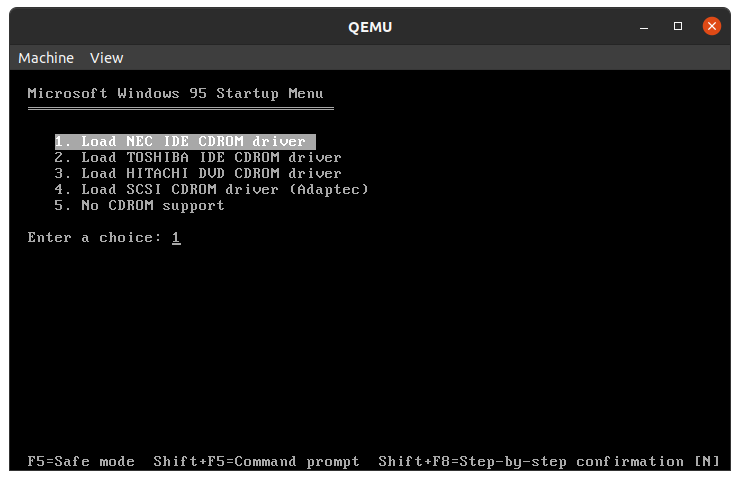 QEMU
Machine View
Microsoft Windows 95 Startup Menu
1. Load NEC IDE CDROM driver
2. Load TOSHIBA IDE CDROM driver
3. Load HITACHI DVD CDROM driver
4. Load SCSI CDROM driver (Adaptec)
5. No CDROM support
Enter a choice: 1
F5=Safe mode Shift+F5=Command prompt Shift+F8=Step-by-step confirmation [N]